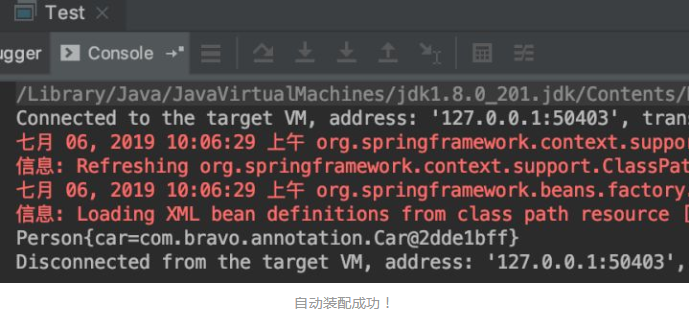 Test ×
ugger Console
/Library/Java/JavaVirtualMachines/jdk1.8.0_201.jdk/Contents/
Connected to the target VM, address: '127.0.0.1:50403', tran
七月 06, 2019 10:06:29 上午 org.springframework.context.suppo
信息: Refreshing org.springframework.context.support.ClassPat
七月 06, 2019 10:06:29 上午 org.springframework.beans.factory.
信息: Loading XML bean definitions from class path resource [
Person{car=com.bravo.annotation.Car@2dde1bff}
Disconnected from the target VM, address: '127.0.0.1:50403',
自动装配成功！